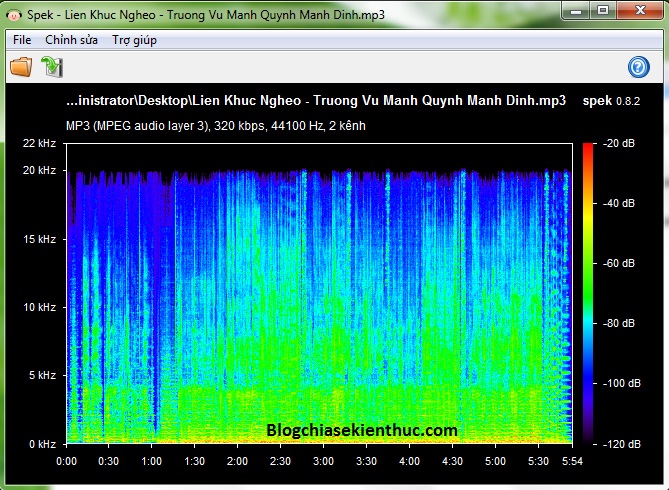 Spek - Lien Khuc Ngheo - Truong Vu Manh Quynh Manh Dinh.mp3
File Chỉnh sửa Trợ giúp
...inistrator\Desktop\Lien Khuc Ngheo - Truong Vu Manh Quynh Manh Dinh.mp3 spek 0.8.2
MP3 (MPEG audio layer 3), 320 kbps, 44100 Hz, 2 kênh
22 kHz
20 kHz
15 kHz
10 kHz
5 kHz
0 kHz
-20 dB
-40 dB
-60 dB
-80 dB
-100 dB
-120 dB
Blogchiasekienthuc.com
0:00 0:30 1:00 1:30 2:00 2:30 3:00 3:30 4:00 4:30 5:00 5:30 5:54